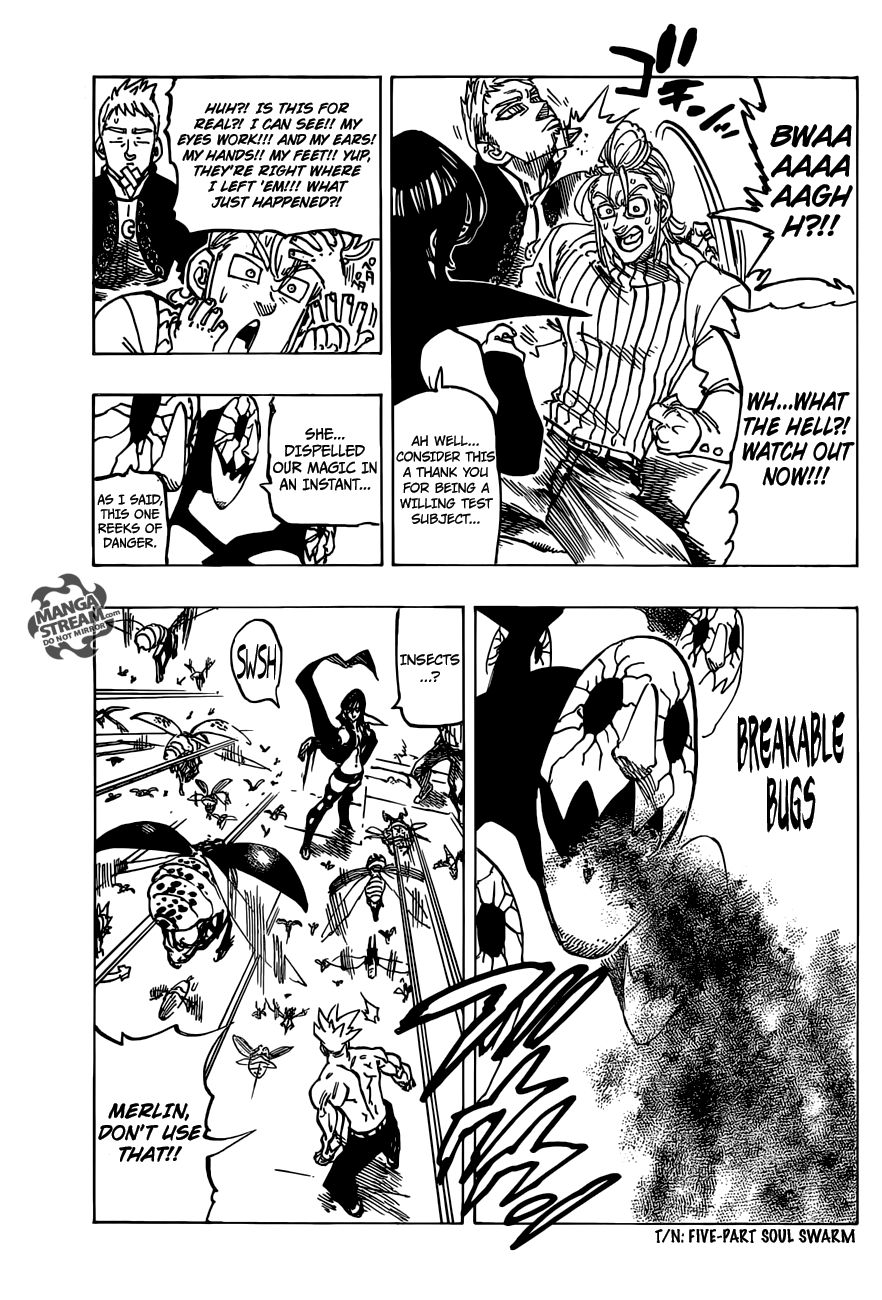 BWAA
AAAAA
AAGH
H?!!
WH...WHAT
THE HELL?!
WATCH OUT
NOW!!!
AH WELL...
CONSIDER THIS
A THANK YOU
FOR BEING A
WILLING TEST
SUBJECT...
HUH?! IS THIS FOR
REAL?! I CAN SEE!! MY
EYES WORK!!! AND MY EARS!
MY HANDS!! MY FEET!! YUP,
THEY'RE RIGHT WHERE
I LEFT 'EM!!! WHAT
JUST HAPPENED?!
SHE...
DISPELLED
OUR MAGIC IN
AN INSTANT...
AS I SAID,
THIS ONE
REEKS OF
DANGER.
BREAKABLE
BUGS
T/N: FIVE-PART SOUL SWARM
INSECTS
...?
SWSH
MERLIN,
DON'T USE
THAT!!
MANGA
STREAM.com
DO NOT MIRROR